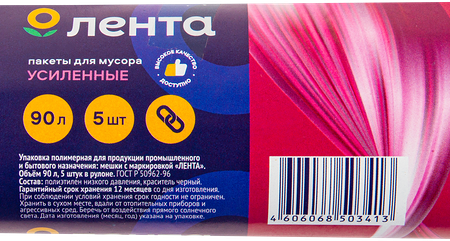 лента
пакеты для мусора
УСИЛЕННЫЕ
ВЫСОКОЕ КАЧЕСТВО
ДОСТУПНО
90 л
5 шт
Упаковка полимерная для продукции промышленного
и бытового назначения: мешки с
маркировкой «ЛЕНТА».
Объём 90 л, 5 штук в рулоне. ГОСТ Р 50962-96
Состав: полиэтилен низкого давления, краситель черный.
Гарантийный срок хранения 12 месяцев со дня изготовления.
При соблюдении условий хранения срок годности не ограничен.
Хранить в сухом месте, вдали от отопительных приборов и
агрессивных сред. Беречь от воздействия прямого солнечного
света. Дата изготовления (месяц, год) указана на упаковке.
4 606068 503413